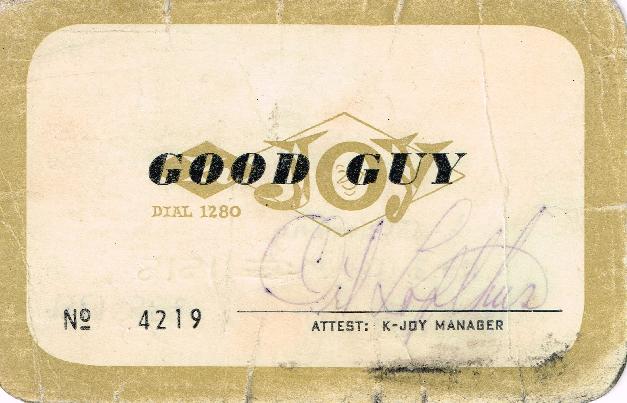 GOOD GUY
K JOY
DIAL 1280
Nº 4219
ATTEST: K-JOY MANAGER